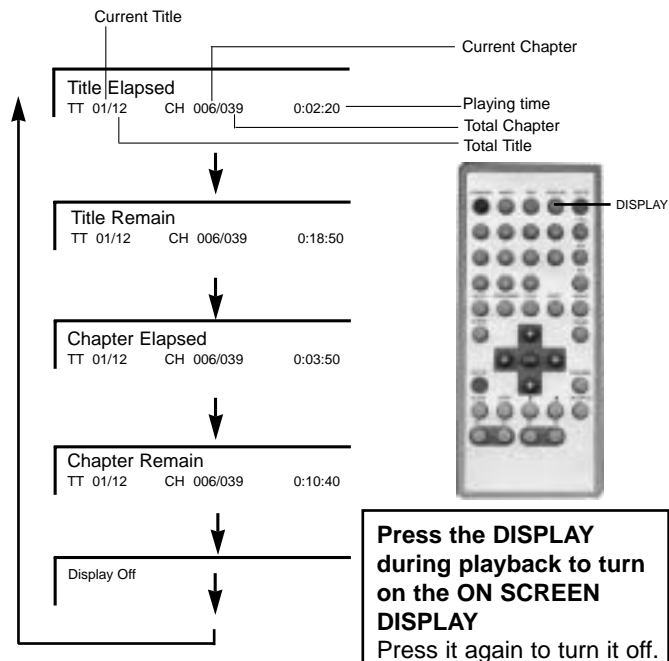 Current Title
Current Chapter
Title Elapsed
TT 01/12 CH 006/039 0:02:20
Playing time
Total Chapter
Total Title
DISPLAY
Title Remain
TT 01/12 CH 006/039 0:18:50
Chapter Elapsed
TT 01/12 CH 006/039 0:03:50
Chapter Remain
TT 01/12 CH 006/039 0:10:40
Display Off
Press the DISPLAY
during playback to turn
on the ON SCREEN
DISPLAY
Press it again to turn it off.